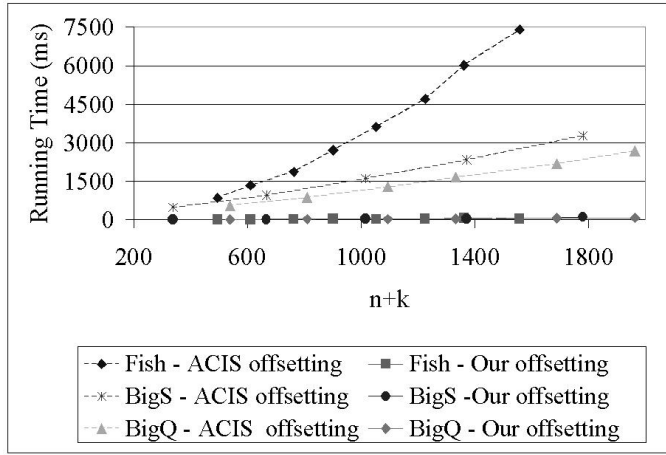 7500
6000
4500
3000
1500
0
Running Time (ms)
200 600 1000 1400 1800
n+k
Fish - ACIS offsetting Fish - Our offsetting
BigS - ACIS offsetting BigS -Our offsetting
BigQ - ACIS offsetting BigQ - Our offsetting